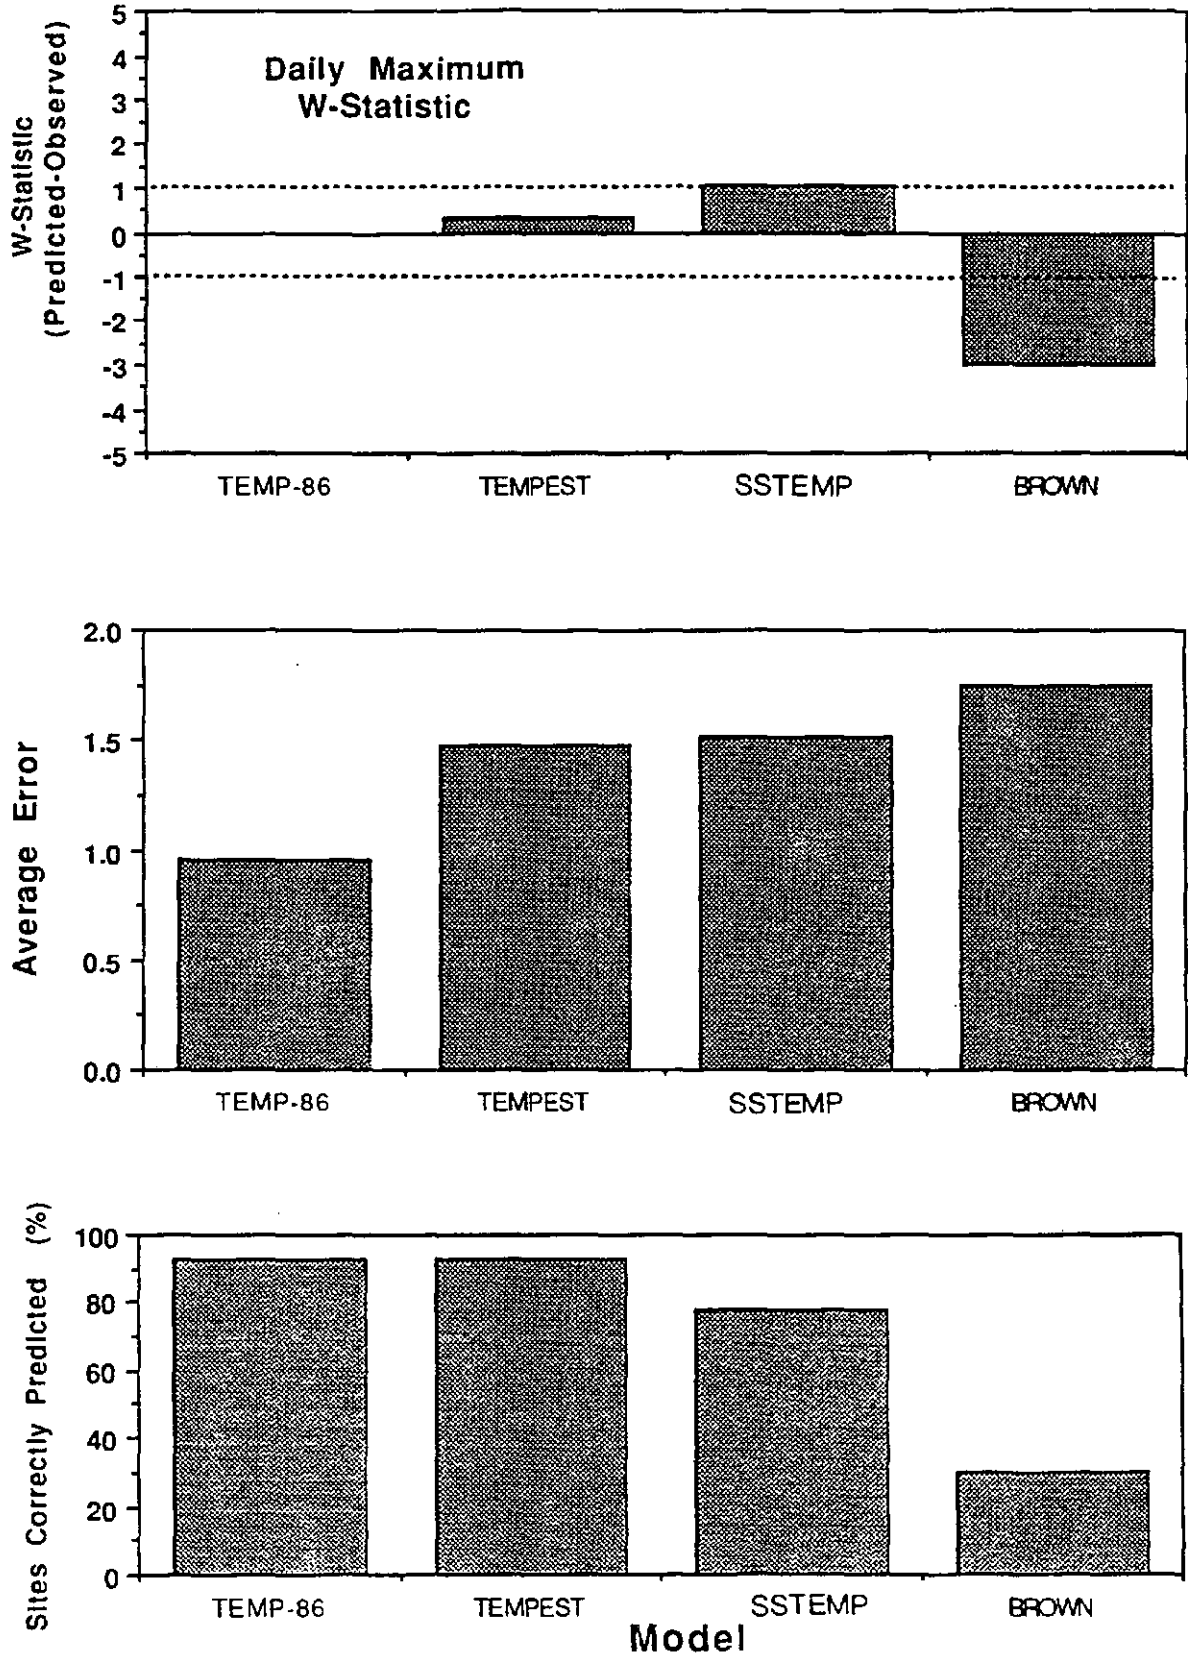 Daily Maximum
W-Statistic
W-Statistic
(Predicted-Observed)
5
4
3
2
1
0
-1
-2
-3
-4
-5
TEMP-86 TEMPEST SSTEMP BROWN
Average Error
2.0
1.5
1.0
0.5
0.0
TEMP-86 TEMPEST SSTEMP BROWN
Sites Correctly Predicted (%)
100
80
60
40
20
0
TEMP-86 TEMPEST SSTEMP BROWN
Model